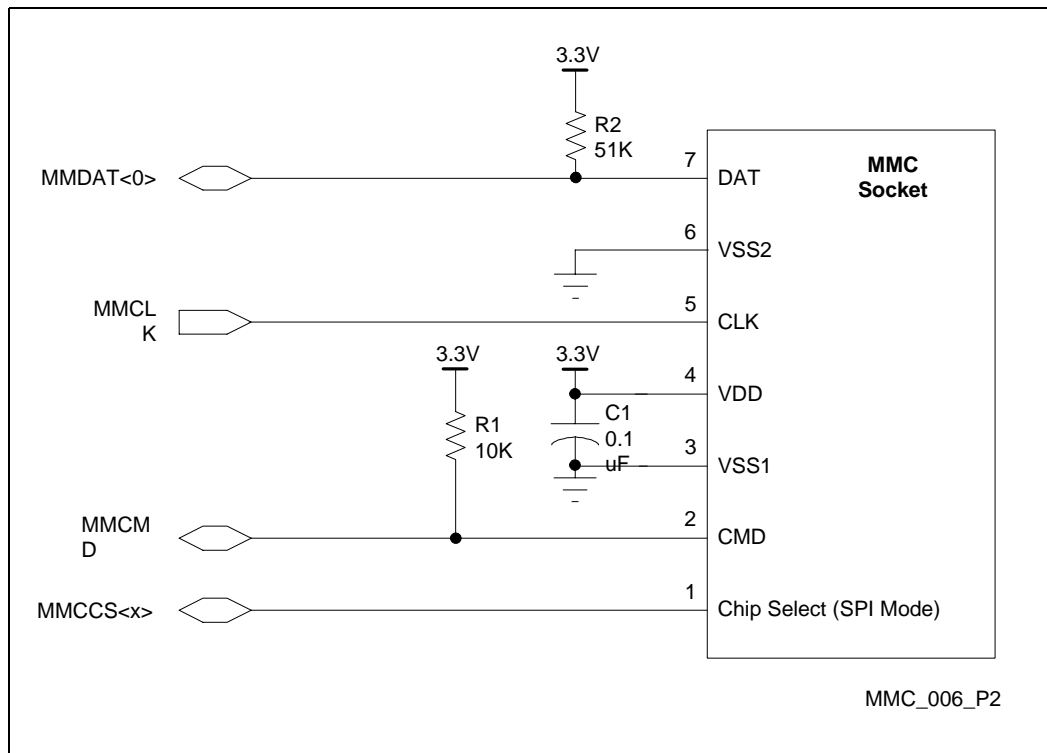 3.3V
R2
51K
MMDAT<0>
7
DAT
MMC
Socket
6
VSS2
MMCL
K
5
CLK
3.3V
3.3V
4
VDD
R1
10K
C1
0.1
uF
3
VSS1
MMCM
D
2
CMD
MMCCS<x>
1
Chip Select (SPI Mode)
MMC_006_P2